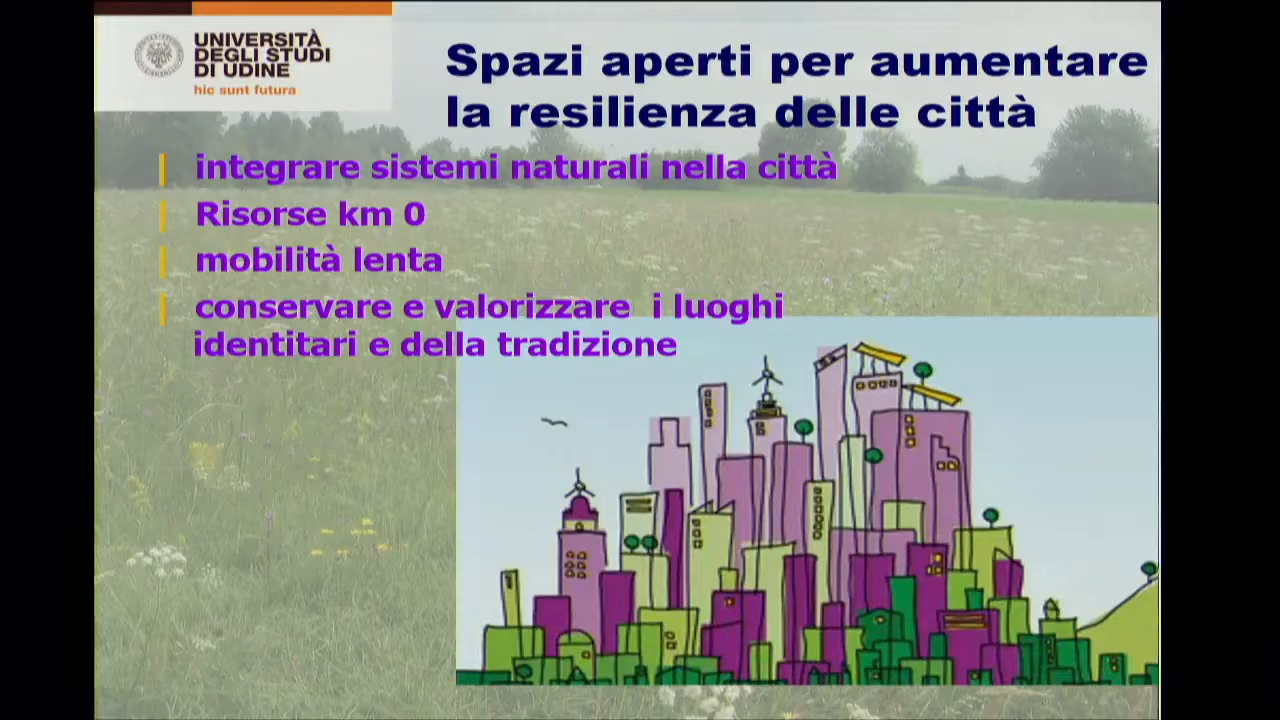 UNIVERSITÀ
DEGLI STUDI
DI UDINE
hic sunt futura
Spazi aperti per aumentare
la resilienza delle città
integrare sistemi naturali nella città
Risorse km 0
mobilità lenta
conservare e valorizzare i luoghi
identitari e della tradizione